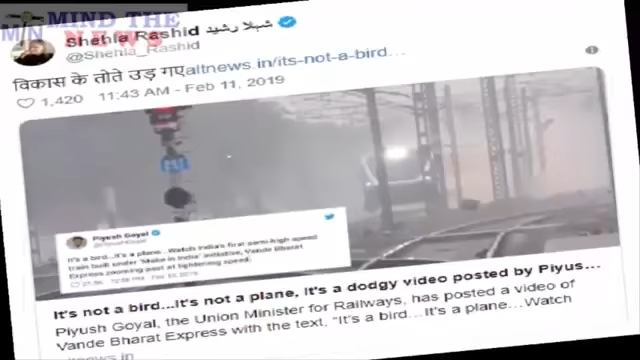 MIND THE
M/N NEWS
Shehla Rashid شہلا رشید
@Shehla_Rashid
विकास के तोते उड़ गएaltnews.in/its-not-a-bird…
1,420 11:43 AM - Feb 11, 2019
Piyush Goyal
It's a bird...It's a plane...Watch India's first semi-high speed
train built under 'Make in India' initiative, Vande Bharat
Express zooming past at lightening speed.
It's not a bird...It's not a plane, It's a dodgy video posted by Piyus...
Piyush Goyal, the Union Minister for Railways, has posted a video of
Vande Bharat Express with the text, "It's a bird...It's a plane...Watch
altnews.in